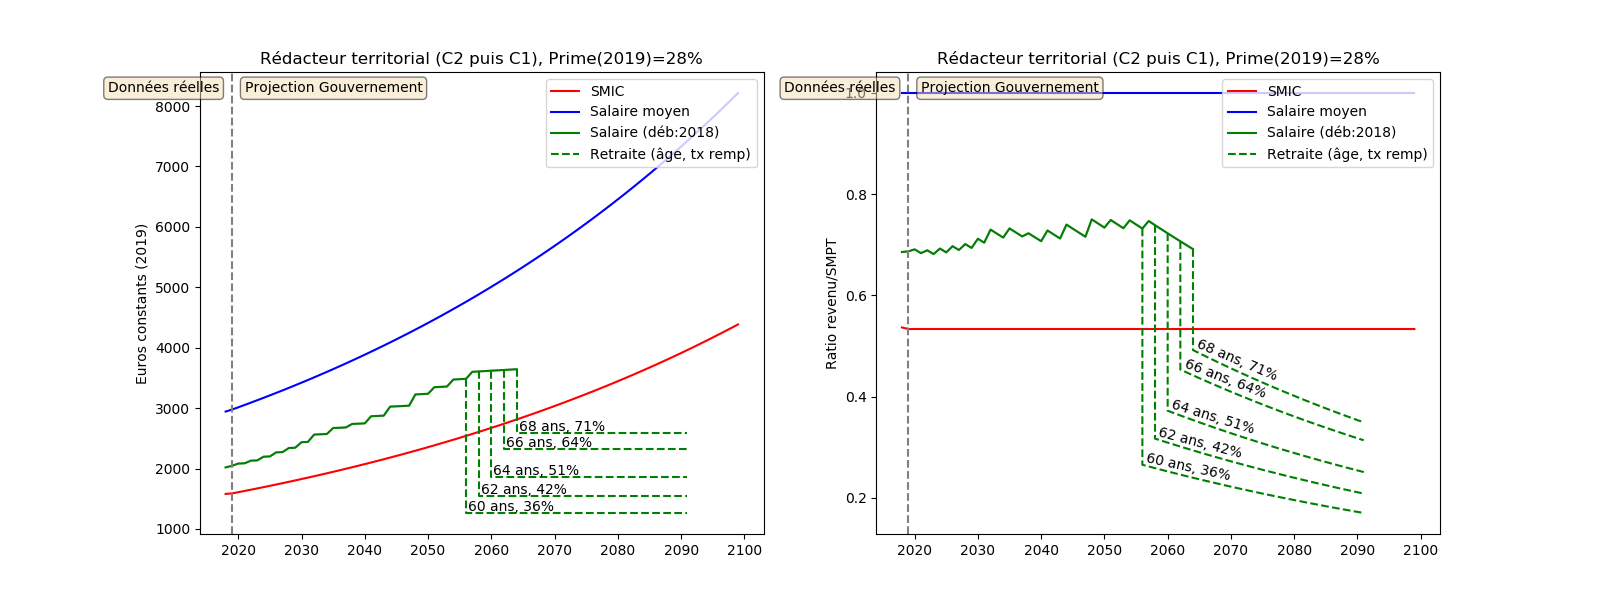 Rédacteur territorial (C2 puis C1), Prime(2019)=28%
Données réelles
Projection Gouvernement
SMIC
Salaire moyen
Salaire (déb:2018)
Retraite (âge, tx remp)
Euros constants (2019)
8000
7000
6000
5000
4000
3000
2000
1000
68 ans, 71%
66 ans, 64%
64 ans, 51%
62 ans, 42%
60 ans, 36%
2020 2030 2040 2050 2060 2070 2080 2090 2100
Rédacteur territorial (C2 puis C1), Prime(2019)=28%
Données réelles
Projection Gouvernement
SMIC
Salaire moyen
Salaire (déb:2018)
Retraite (âge, tx remp)
Ratio revenu/SMPT
1.0
0.8
0.6
0.4
0.2
68 ans, 71%
66 ans, 64%
64 ans, 51%
62 ans, 42%
60 ans, 36%
2020 2030 2040 2050 2060 2070 2080 2090 2100